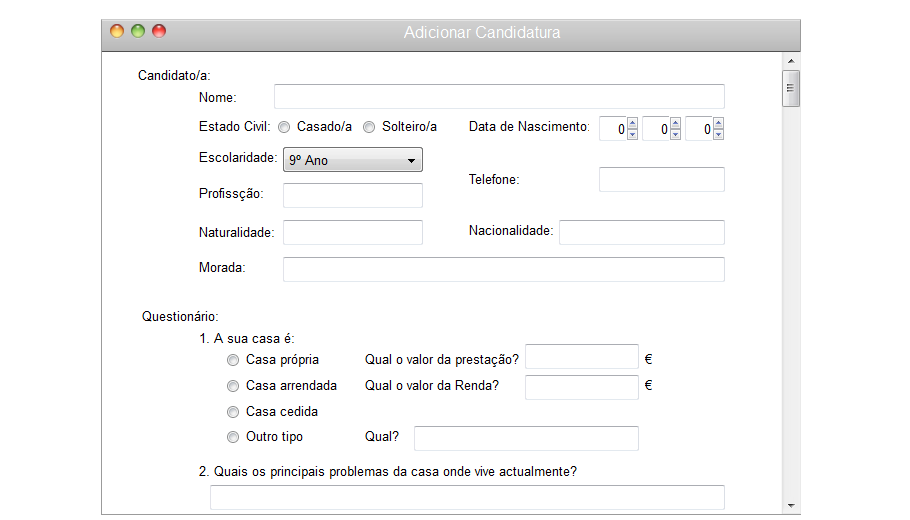 Adicionar Candidatura
Candidato/a:
Nome:
Estado Civil: Casado/a Solteiro/a Data de Nascimento: 0 0 0
Escolaridade: 9º Ano
Telefone:
Profissção:
Naturalidade: Nacionalidade:
Morada:
Questionário:
1. A sua casa é:
Casa própria Qual o valor da prestação? €
Casa arrendada Qual o valor da Renda? €
Casa cedida
Outro tipo Qual?
2. Quais os principais problemas da casa onde vive actualmente?